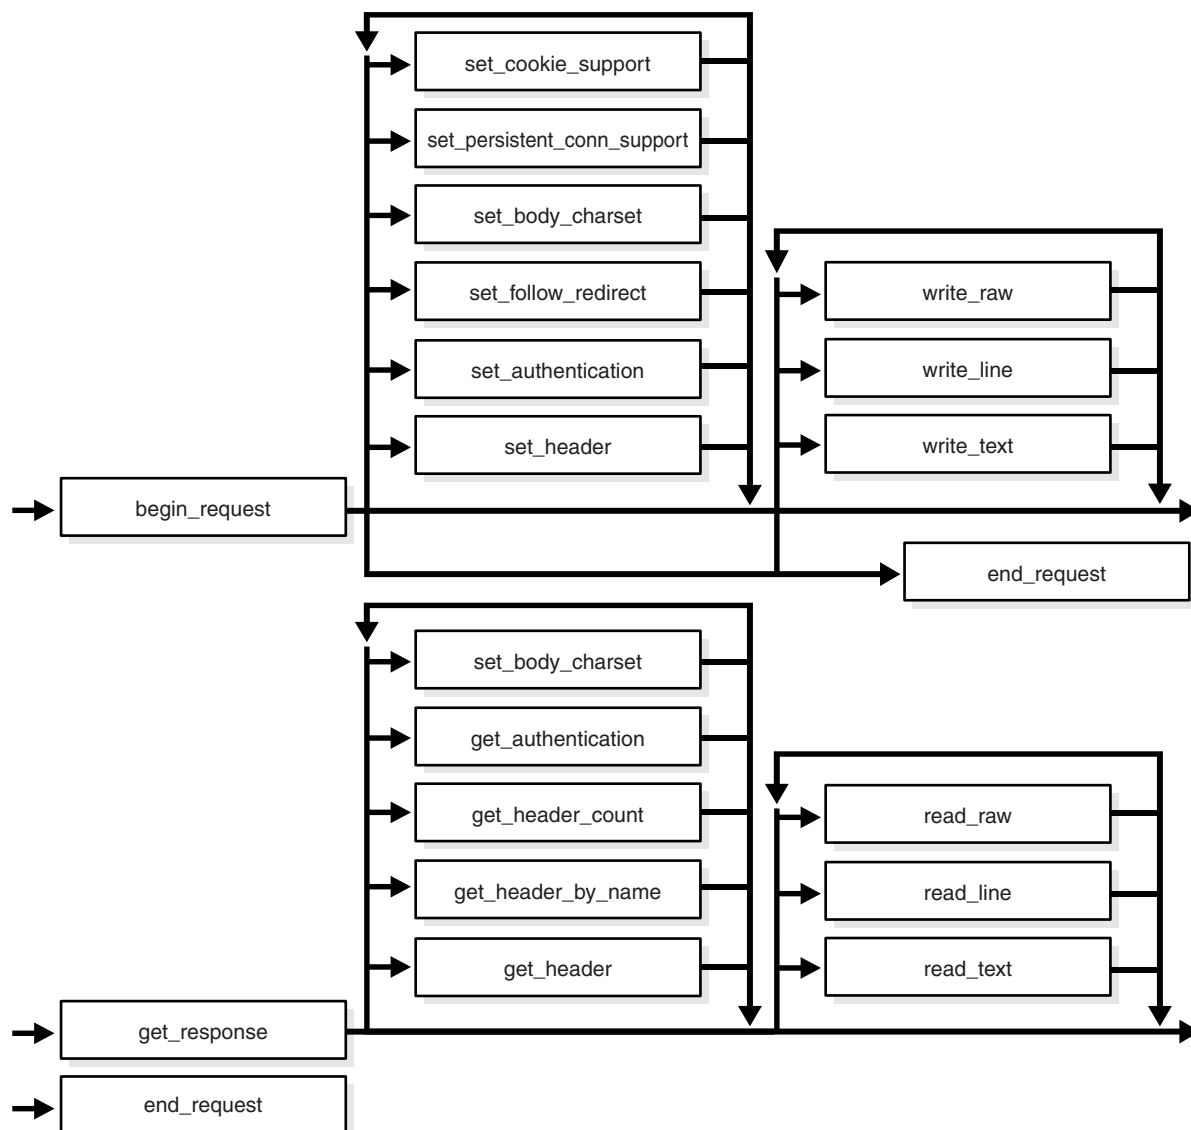 set_cookie_support
set_persistent_conn_support
set_body_charset
set_follow_redirect
set_authentication
set_header
write_raw
write_line
write_text
begin_request
end_request
set_body_charset
get_authentication
get_header_count
get_header_by_name
get_header
read_raw
read_line
read_text
get_response
end_request